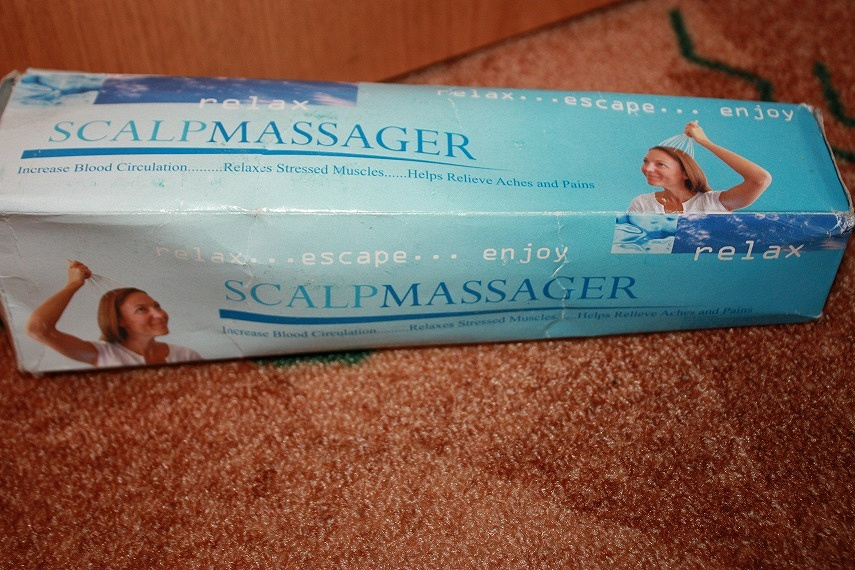 relax
relax...escape... enjoy
SCALPMASSAGER
Increase Blood Circulation.........Relaxes Stressed Muscles......Helps Relieve Aches and Pains
relax
relax...escape... enjoy
SCALPMASSAGER
Increase Blood Circulation.........Relaxes Stressed Muscles......Helps Relieve Aches and Pains